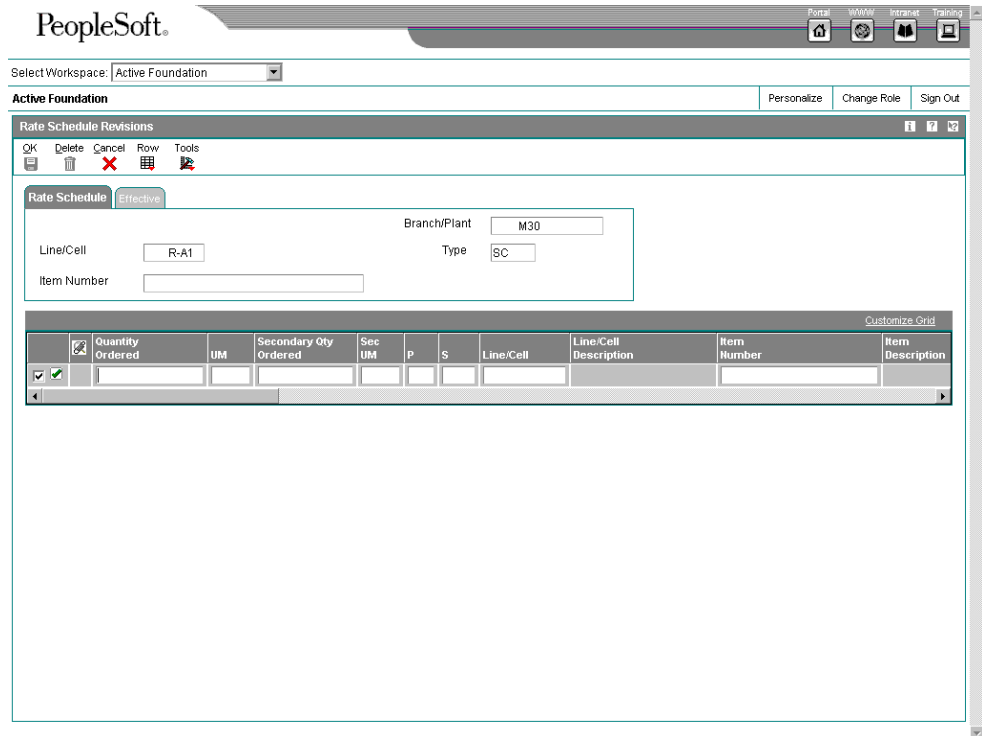 PeopleSoft®
Portal WWW Intranet Training
Select Workspace: Active Foundation
Active Foundation Personalize Change Role Sign Out
Rate Schedule Revisions i ?
OK Delete Cancel Row Tools
Rate Schedule Effective
Branch/Plant M30
Line/Cell R-A1 Type SC
Item Number
Customize Grid
Quantity Ordered UM Secondary Qty Ordered Sec UM P S Line/Cell Line/Cell Description Item Number Item Description